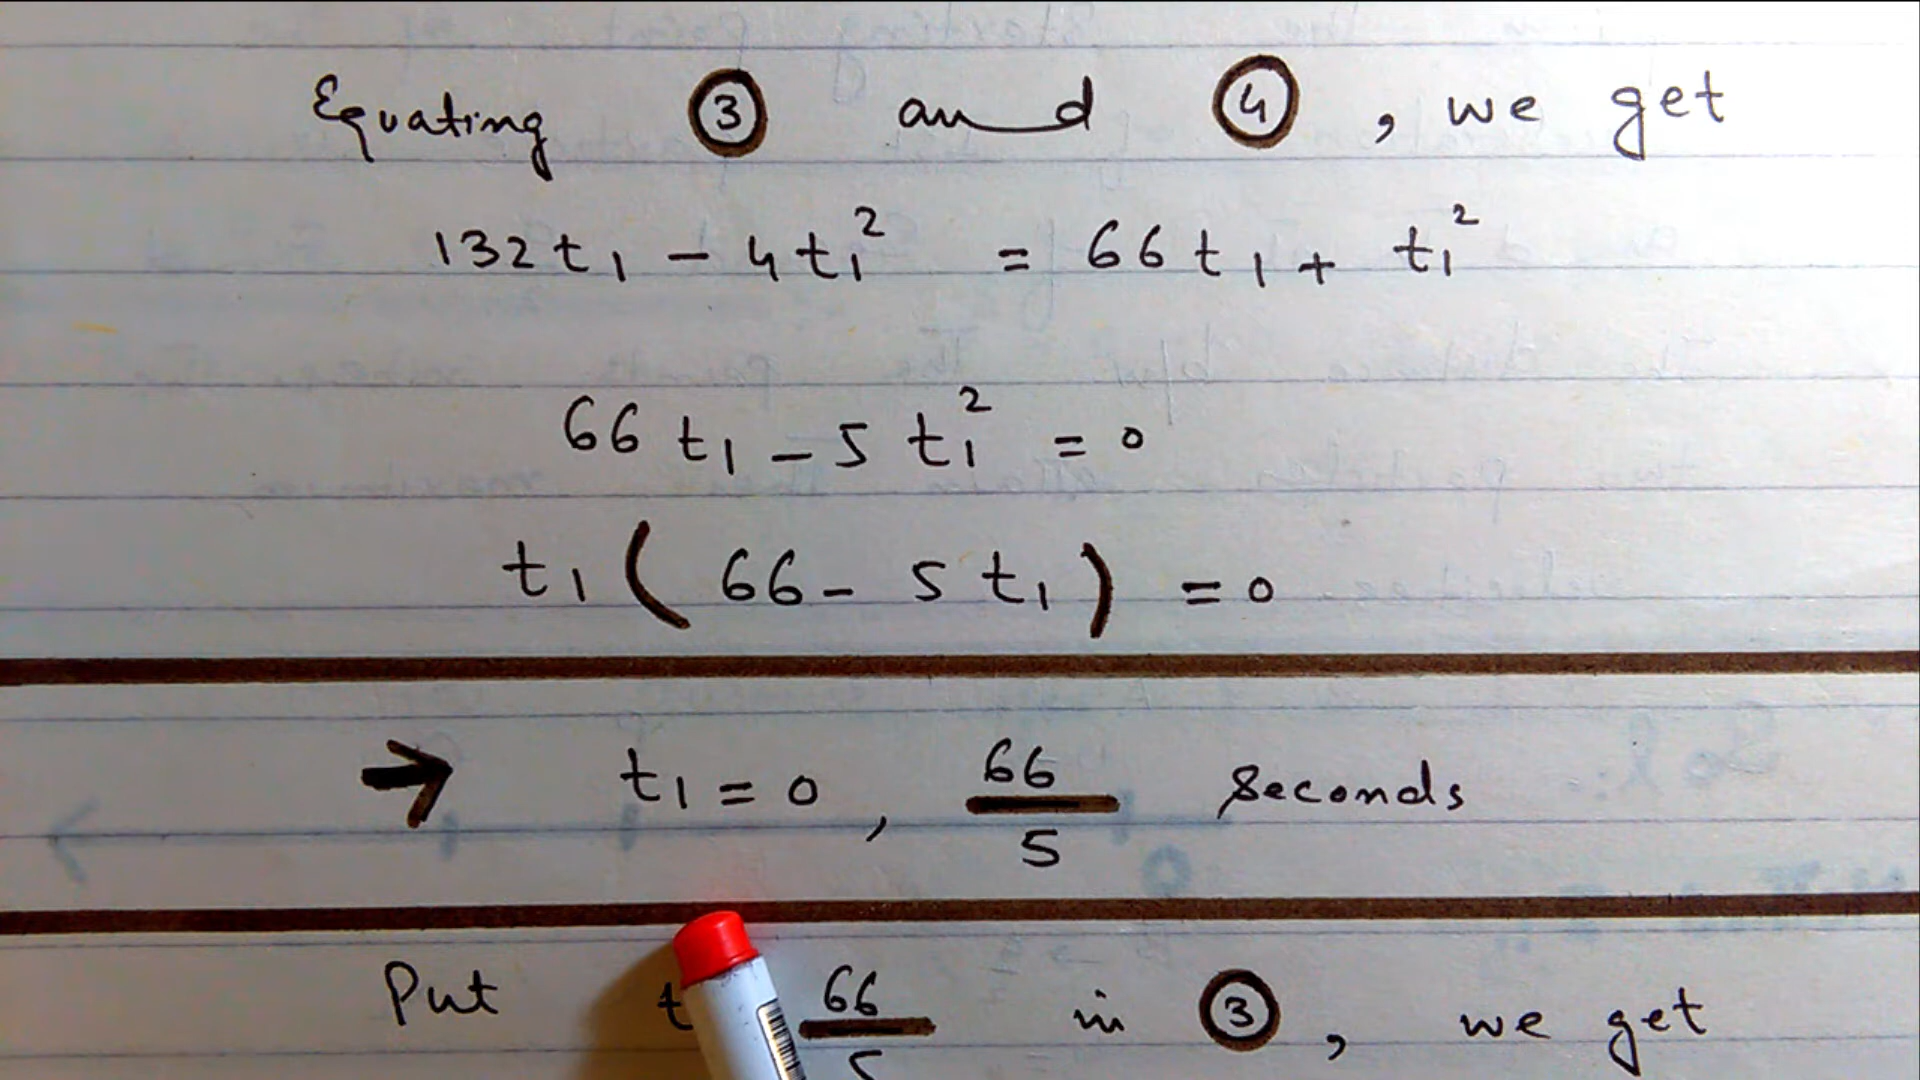 Equating ③ and ④, we get
132t₁ - 4t₁² = 66t₁ + t₁²
66t₁ - 5t₁² = 0
t₁(66 - 5t₁) = 0
→ t₁ = 0, 66/5 seconds
Put t 66/5 in ③, we get